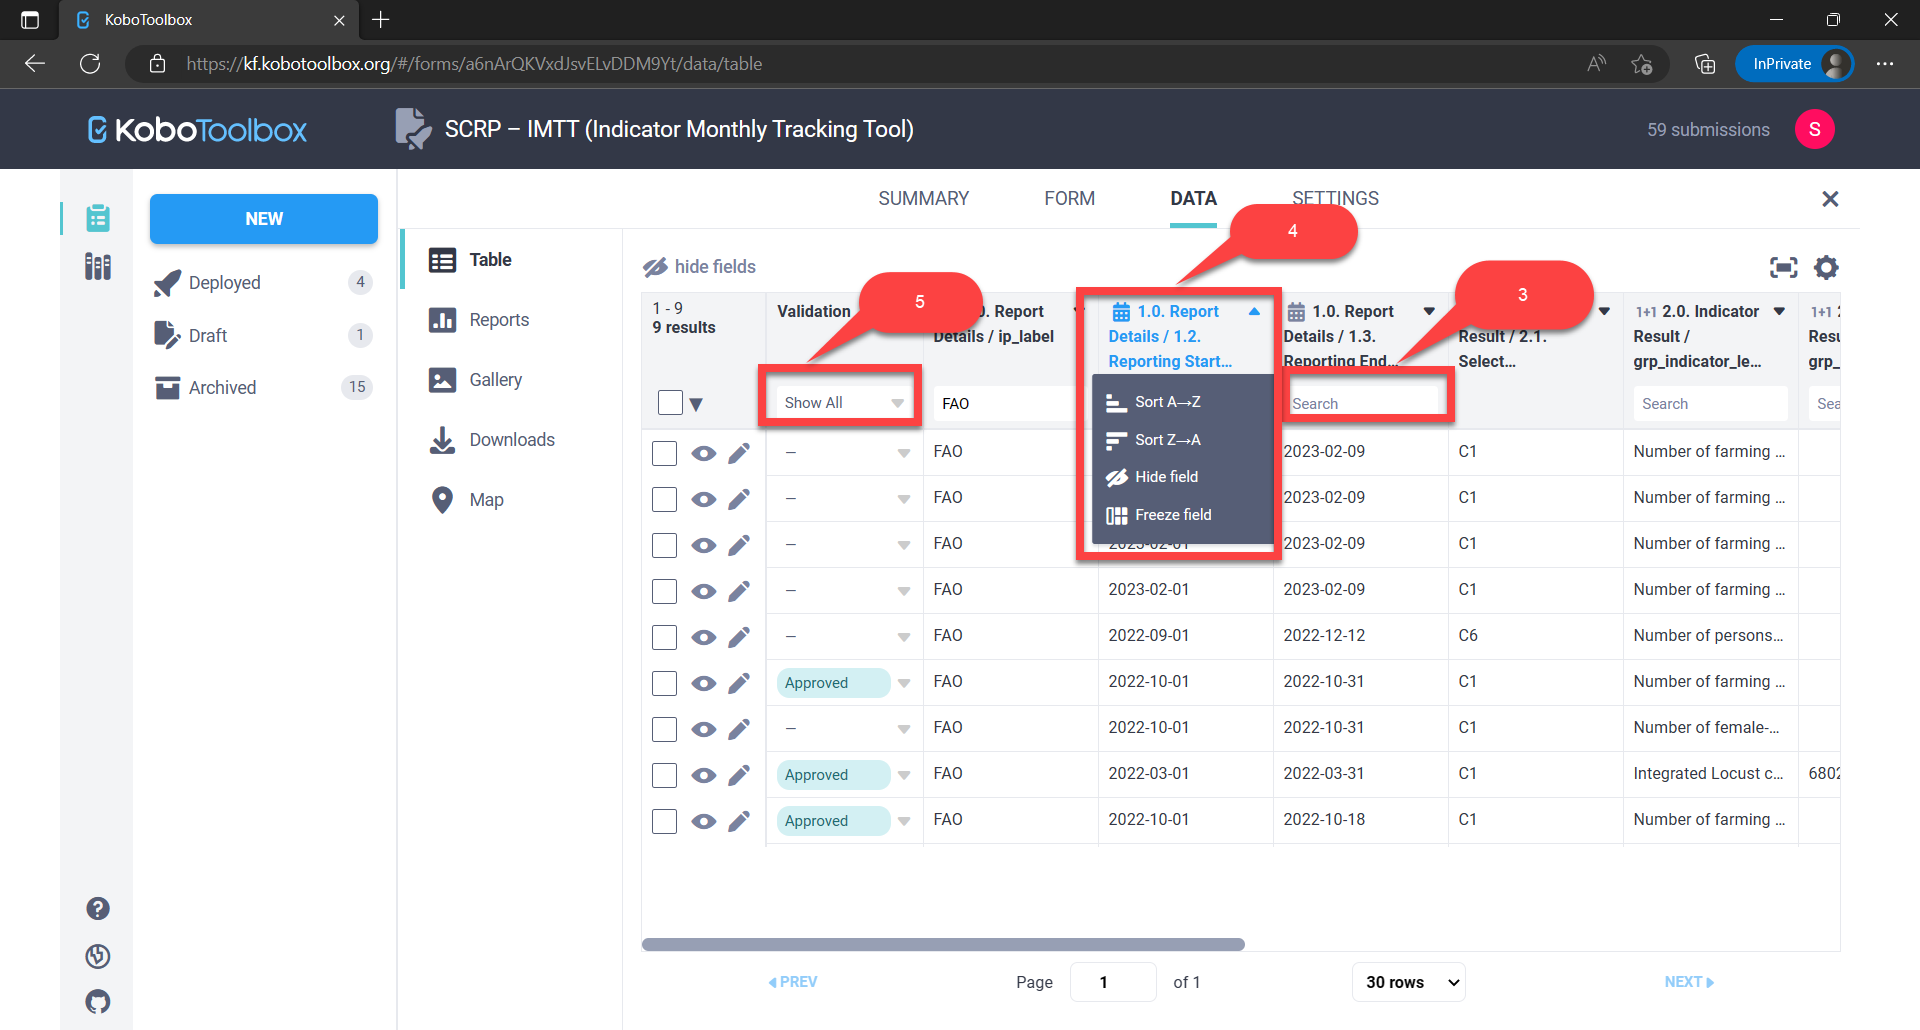 KoboToolbox
https://kf.kobotoolbox.org/#/forms/a6nArQKVxdJsvELvDDM9Yt/data/table
InPrivate
KoboToolbox
SCRP – IMTT (Indicator Monthly Tracking Tool)
59 submissions
S
NEW
Deployed 4
Draft 1
Archived 15
SUMMARY FORM DATA SETTINGS
Table
Reports
Gallery
Downloads
Map
hide fields
4
5
3
1 - 9
9 results
Validation
Report
Details / ip_label
1.0. Report
Details / 1.2.
Reporting Start...
1.0. Report
Details / 1.3.
Reporting End...
Result / 2.1.
Select...
1+1 2.0. Indicator
Result /
grp_indicator_le...
1+1
grp_
Show All
FAO
Search
Search
Sort A→Z
Sort Z→A
Hide field
Freeze field
– FAO 2023-02-09 C1 Number of farming ...
– FAO 2023-02-09 C1 Number of farming ...
– FAO 2023-02-01 2023-02-09 C1 Number of farming ...
– FAO 2023-02-01 2023-02-09 C1 Number of farming ...
– FAO 2022-09-01 2022-12-12 C6 Number of persons...
Approved FAO 2022-10-01 2022-10-31 C1 Number of farming ...
– FAO 2022-10-01 2022-10-31 C1 Number of female-...
Approved FAO 2022-03-01 2022-03-31 C1 Integrated Locust c... 6802
Approved FAO 2022-10-01 2022-10-18 C1 Number of farming ...
PREV
Page 1 of 1
30 rows
NEXT